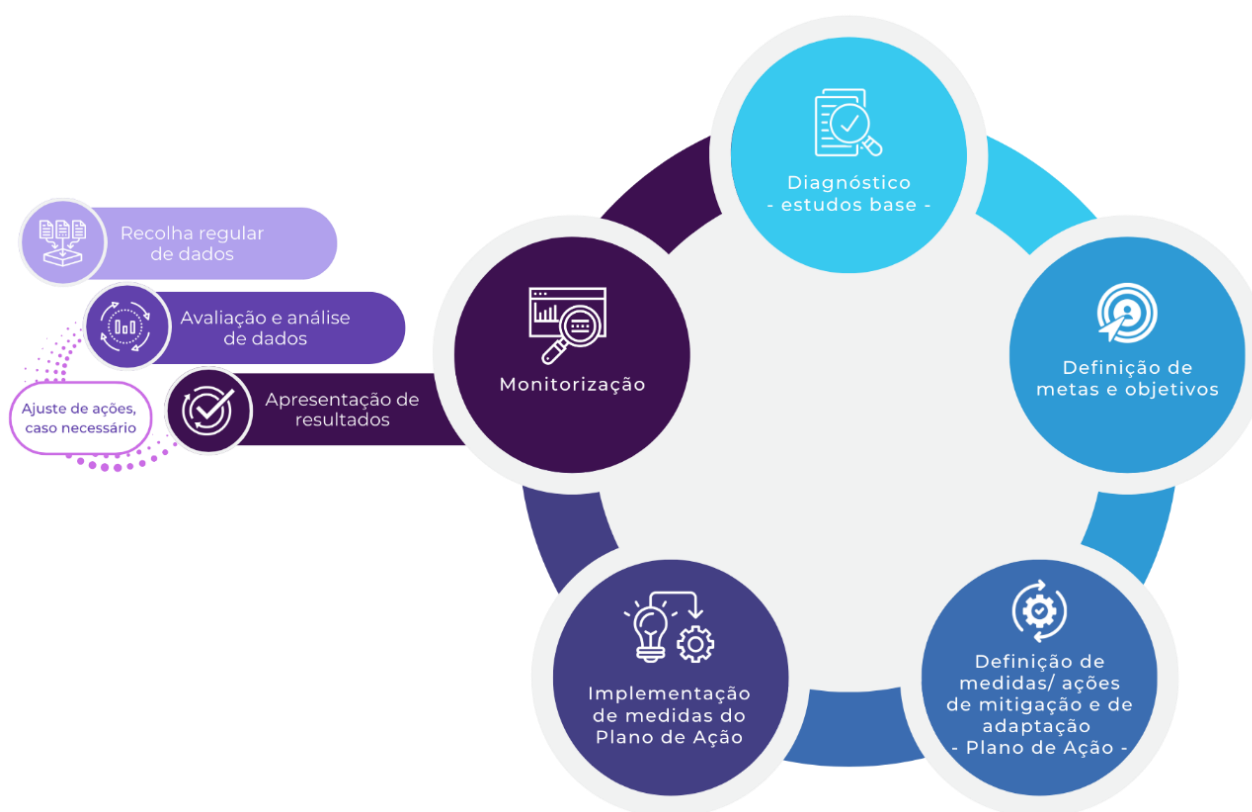 Diagnóstico
- estudos base -
Definição de
metas e objetivos
Definição de
medidas/ ações
de mitigação e de
adaptação
- Plano de Ação -
Implementação
de medidas do
Plano de Ação
Monitorização
Recolha regular
de dados
Avaliação e análise
de dados
Apresentação de
resultados
Ajuste de ações,
caso necessário